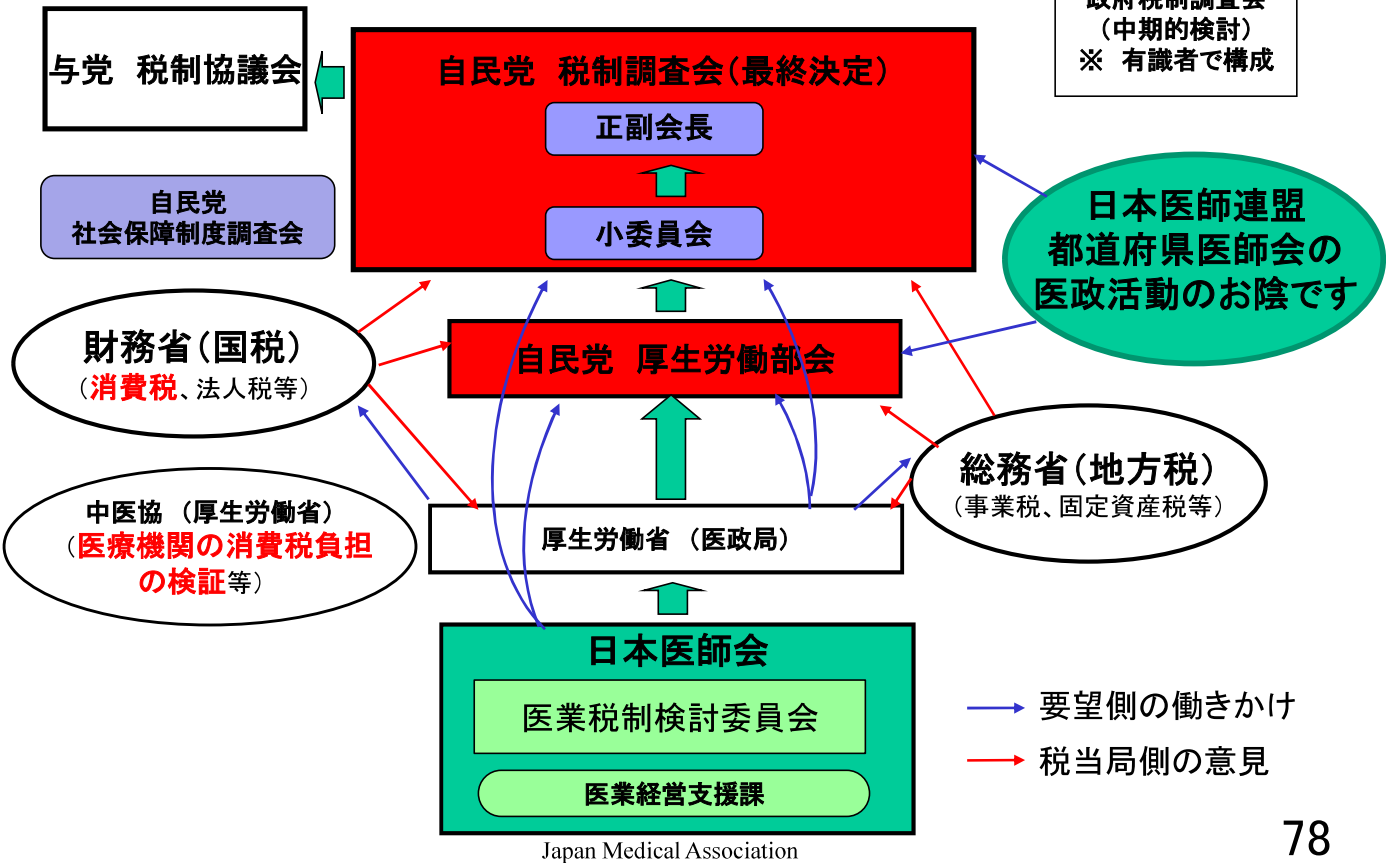 政府税制調査会
（中期的検討）
※ 有識者で構成
与党 税制協議会
自民党 税制調査会（最終決定）
正副会長
小委員会
自民党
社会保障制度調査会
日本医師連盟
都道府県医師会の
医政活動のお陰です
財務省（国税）
（消費税、法人税等）
自民党 厚生労働部会
総務省（地方税）
（事業税、固定資産税等）
中医協 （厚生労働省）
（医療機関の消費税負担
の検証等）
厚生労働省 （医政局）
日本医師会
医業税制検討委員会
医業経営支援課
要望側の働きかけ
税当局側の意見
Japan Medical Association
78